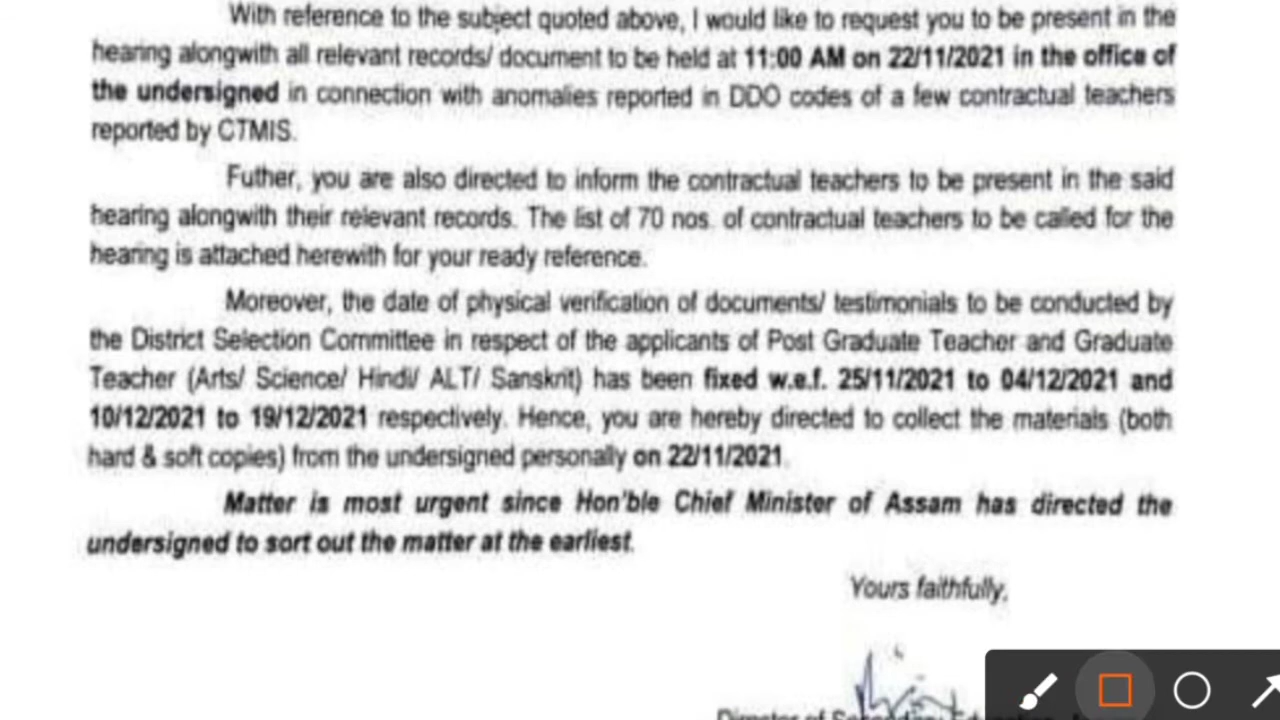 With reference to the subject quoted above, I would like to request you to be present in the
hearing alongwith all relevant records/ document to be held at 11:00 AM on 22/11/2021 in the office of
the undersigned in connection with anomalies reported in DDO codes of a few contractual teachers
reported by CTMIS.
Futher, you are also directed to inform the contractual teachers to be present in the said
hearing alongwith their relevant records. The list of 70 nos. of contractual teachers to be called for the
hearing is attached herewith for your ready reference.
Moreover, the date of physical verification of documents/ testimonials to be conducted by
the District Selection Committee in respect of the applicants of Post Graduate Teacher and Graduate
Teacher (Arts/ Science/ Hindi/ ALT/ Sanskrit) has been fixed w.e.f. 25/11/2021 to 04/12/2021 and
10/12/2021 to 19/12/2021 respectively. Hence, you are hereby directed to collect the materials (both
hard & soft copies) from the undersigned personally on 22/11/2021.
Matter is most urgent since Hon'ble Chief Minister of Assam has directed the
undersigned to sort out the matter at the earliest.
Yours faithfully,
Director of